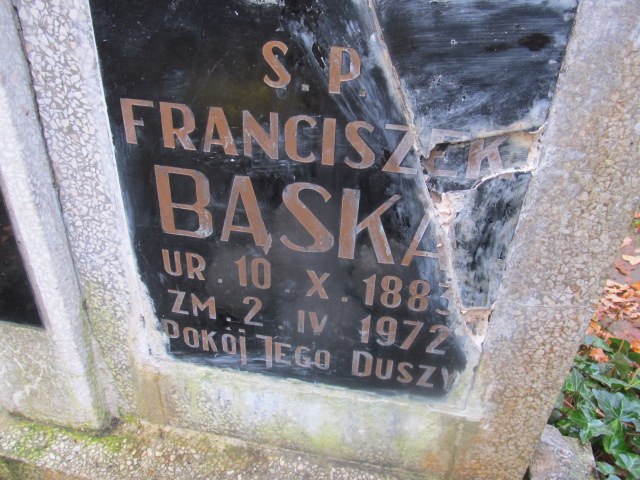 Ś.P.
FRANCISZEK
BĄSKA
UR. 10 X. 1883
ZM. 2. IV 1972
POKÓJ JEGO DUSZY